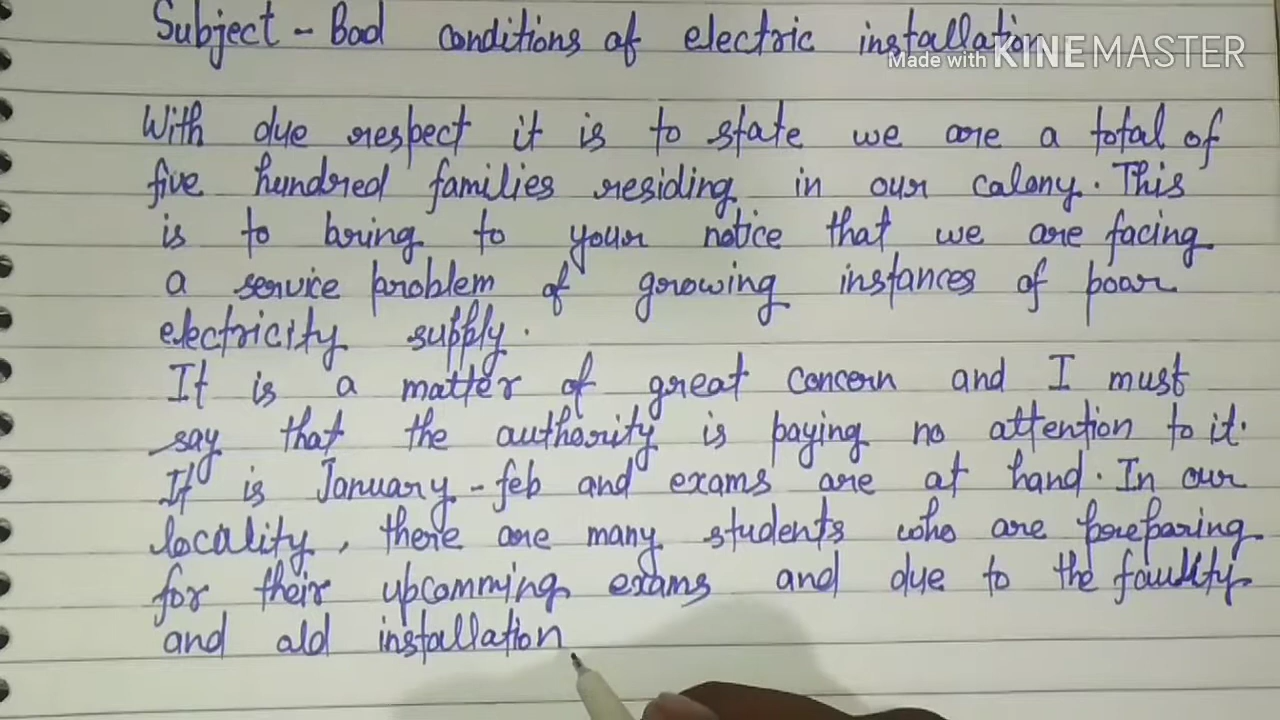 Subject - Bad conditions of electric installation
Made with KINEMASTER
With due respect it is to state we are a total of
five hundred families residing in our colony. This
is to bring to your notice that we are facing
a service problem of growing instances of poor
electricity supply.
It is a matter of great concern and I must
say that the authority is paying no attention to it.
It is January - feb and exams are at hand. In our
locality, there are many students who are preparing
for their upcomming exams and due to the faulity
and old installation